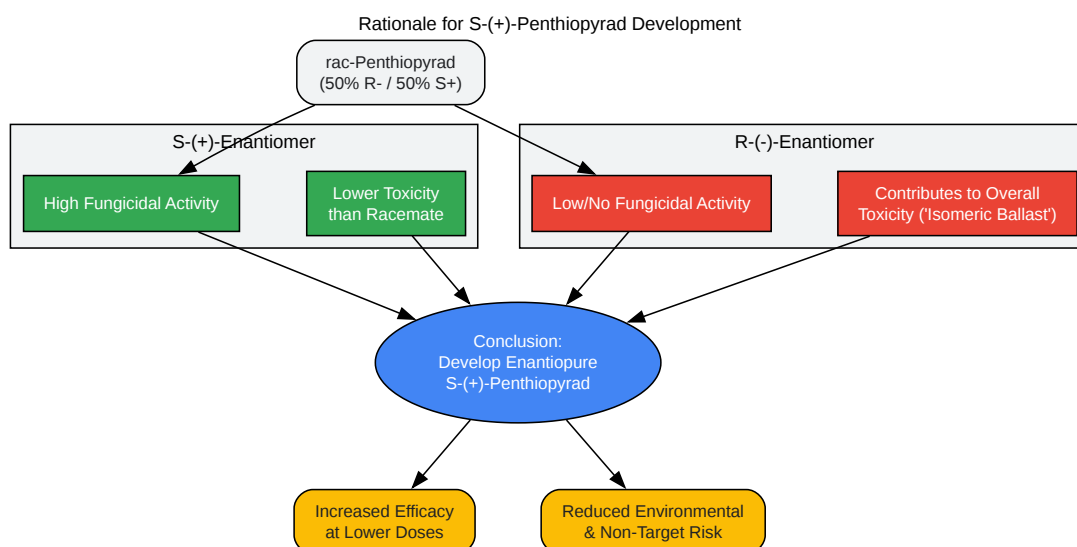 Rationale for S-(+)-Penthiopyrad Development
rac-Penthiopyrad
(50% R- / 50% S+)
S-(+)-Enantiomer
High Fungicidal Activity
Lower Toxicity
than Racemate
R-(-)-Enantiomer
Low/No Fungicidal Activity
Contributes to Overall
Toxicity ('Isomeric Ballast')
Conclusion:
Develop Enantiopure
S-(+)-Penthiopyrad
Increased Efficacy
at Lower Doses
Reduced Environmental
& Non-Target Risk